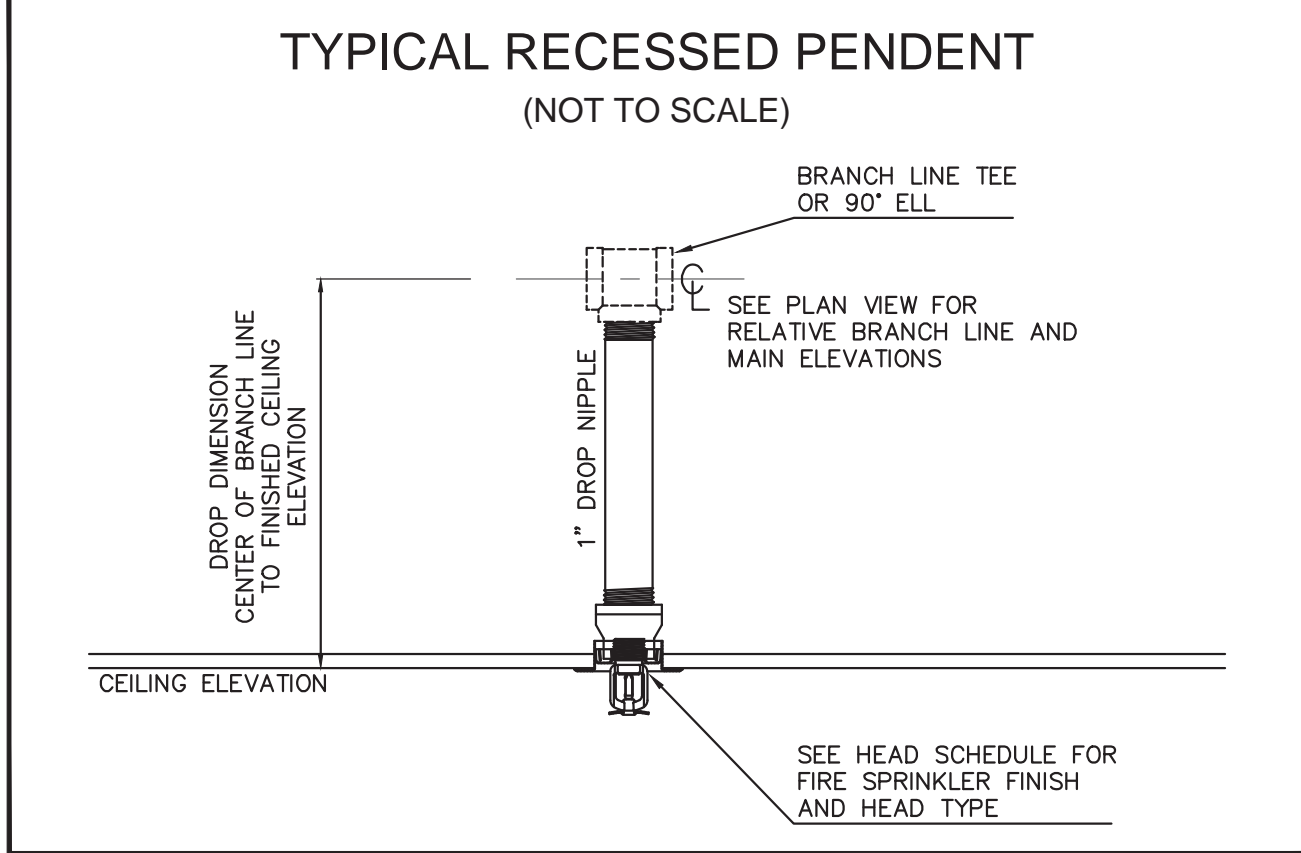 TYPICAL RECESSED PENDENT
(NOT TO SCALE)
BRANCH LINE TEE
OR 90° ELL
℄
SEE PLAN VIEW FOR
RELATIVE BRANCH LINE AND
MAIN ELEVATIONS
DROP DIMENSION
CENTER OF BRANCH LINE
TO FINISHED CEILING
ELEVATION
1" DROP NIPPLE
CEILING ELEVATION
SEE HEAD SCHEDULE FOR
FIRE SPRINKLER FINISH
AND HEAD TYPE